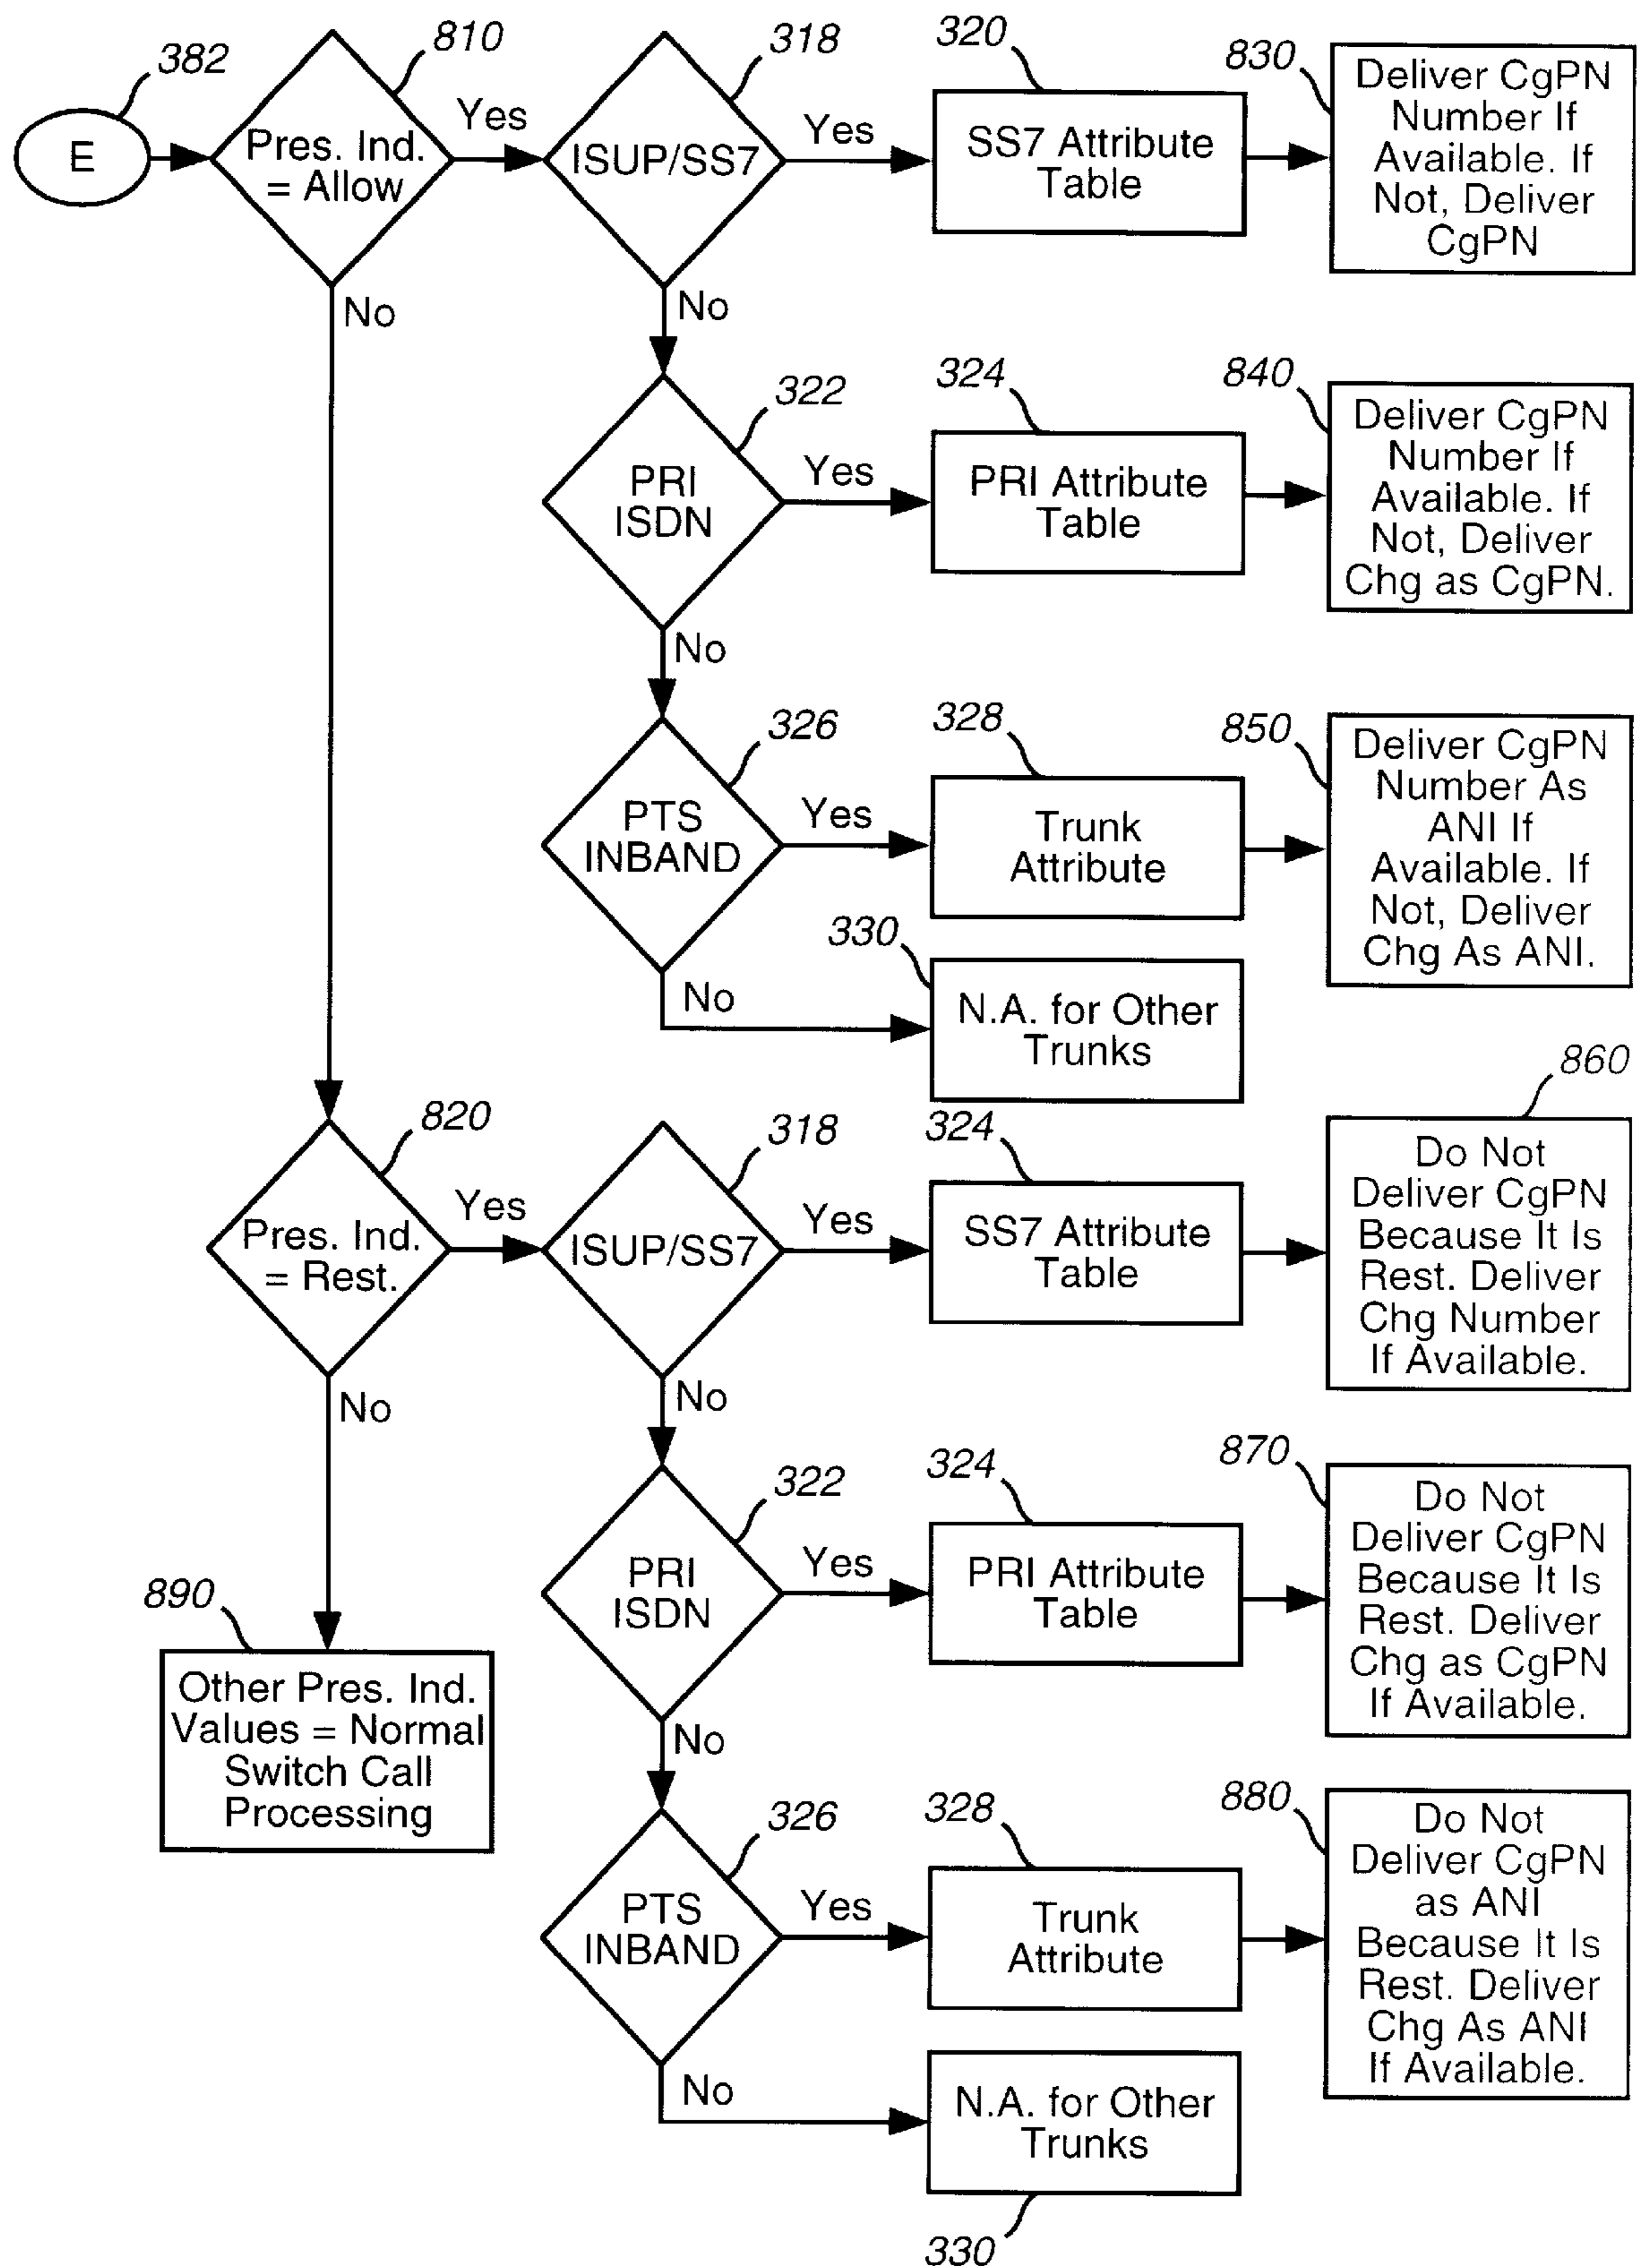 382
E
810
Pres. Ind.
= Allow
Yes
No
318
ISUP/SS7
Yes
No
320
SS7 Attribute
Table
830
Deliver CgPN
Number If
Available. If
Not, Deliver
CgPN
322
PRI
ISDN
Yes
No
324
PRI Attribute
Table
840
Deliver CgPN
Number If
Available. If
Not, Deliver
Chg as CgPN.
326
PTS
INBAND
Yes
No
328
Trunk
Attribute
850
Deliver CgPN
Number As
ANI If
Available. If
Not, Deliver
Chg As ANI.
330
N.A. for Other
Trunks
820
Pres. Ind.
= Rest.
Yes
No
318
ISUP/SS7
Yes
No
324
SS7 Attribute
Table
860
Do Not
Deliver CgPN
Because It Is
Rest. Deliver
Chg Number
If Available.
322
PRI
ISDN
Yes
No
324
PRI Attribute
Table
870
Do Not
Deliver CgPN
Because It Is
Rest. Deliver
Chg as CgPN
If Available.
890
Other Pres. Ind.
Values = Normal
Switch Call
Processing
326
PTS
INBAND
Yes
No
328
Trunk
Attribute
880
Do Not
Deliver CgPN
as ANI
Because It Is
Rest. Deliver
Chg As ANI
If Available.
N.A. for Other
Trunks
330